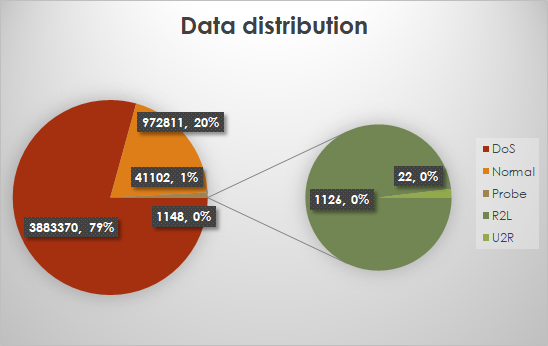 Data distribution
972811, 20%
41102, 1%
1148, 0%
3883370, 79%
22, 0%
1126, 0%
DoS
Normal
Probe
R2L
U2R